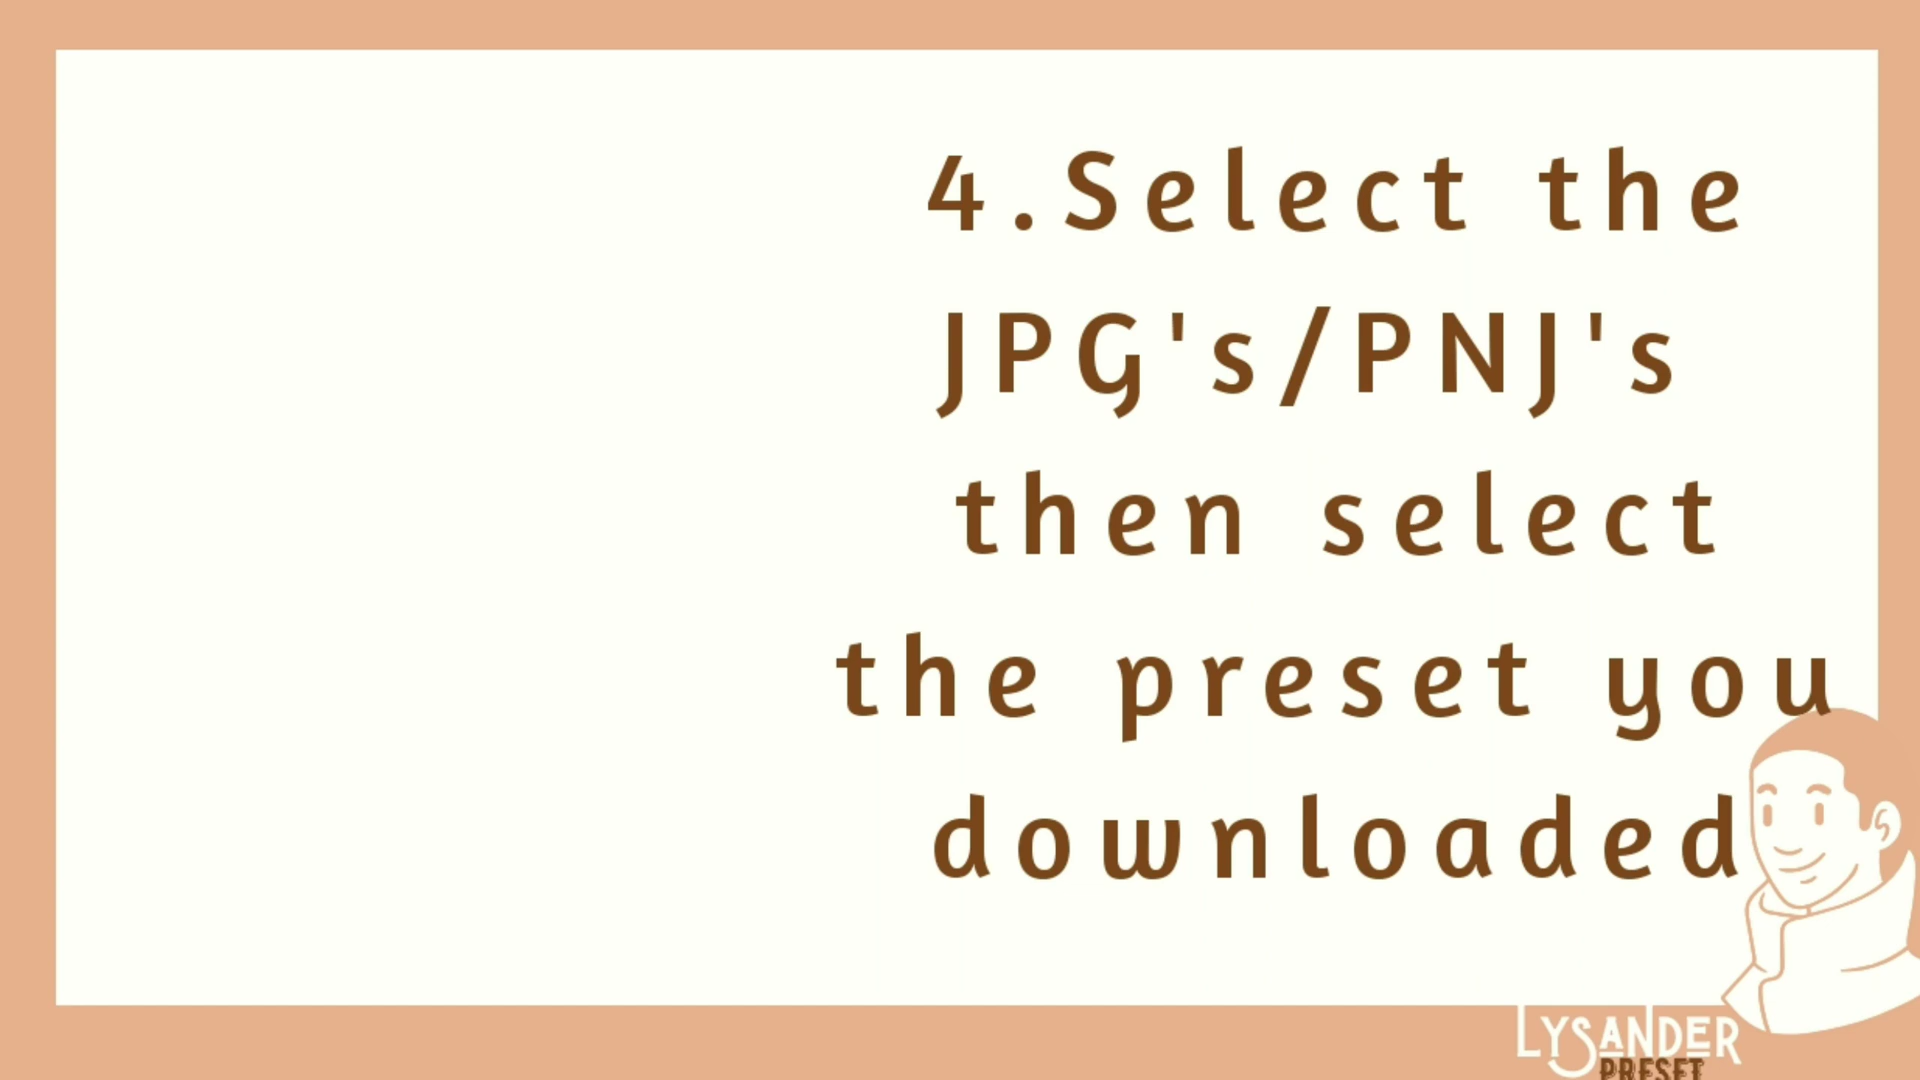 4.Select the
JPG's/PNJ's
then select
the preset you
downloaded
LYSANDER
PRESET